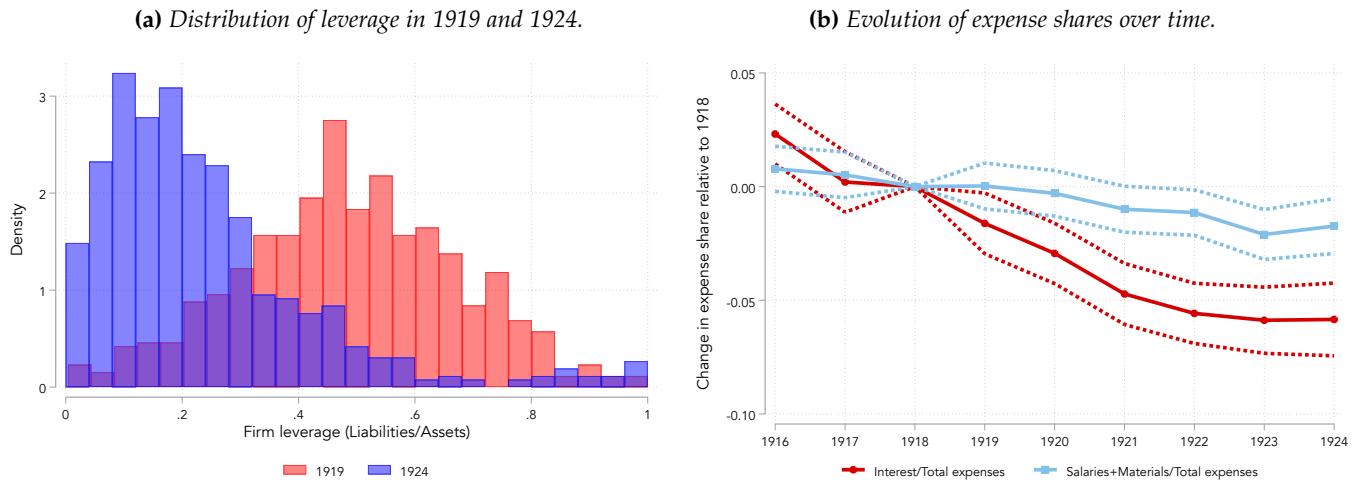 (a) Distribution of leverage in 1919 and 1924.
Density
3
2
1
0
0 .2 .4 .6 .8 1
Firm leverage (Liabilities/Assets)
1919 1924
(b) Evolution of expense shares over time.
Change in expense share relative to 1918
0.05
0.00
-0.05
-0.10
1916 1917 1918 1919 1920 1921 1922 1923 1924
Interest/Total expenses Salaries+Materials/Total expenses